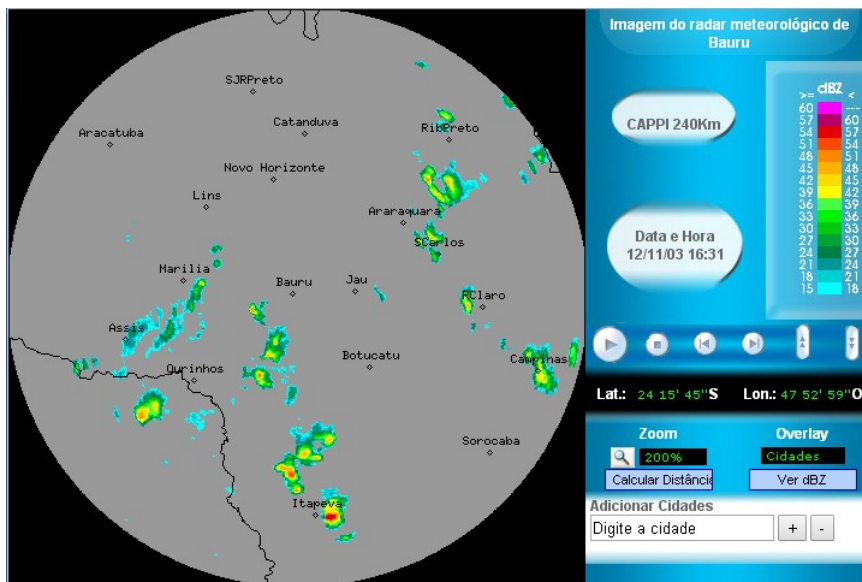 SJRPreto
Catanduva
RibPreto
Aracatuba
Novo Horizonte
Lins
Araraquara
SCarlos
Marilia
Bauru
Jau
RClaro
Assis
Botucatu
Campinas
Ourinhos
Sorocaba
Itapeva
Imagem do radar meteorológico de
Bauru
CAPPI 240Km
>= dBZ <
60 ---
57 60
54 57
51 54
48 51
45 48
42 45
39 42
36 39
33 36
30 33
27 30
24 27
21 24
18 21
15 18
Data e Hora
12/11/03 16:31
Lat.: 24 15' 45"S Lon.: 47 52' 59"O
Zoom Overlay
200% Cidades
Calcular Distância Ver dBZ
Adicionar Cidades
Digite a cidade + -